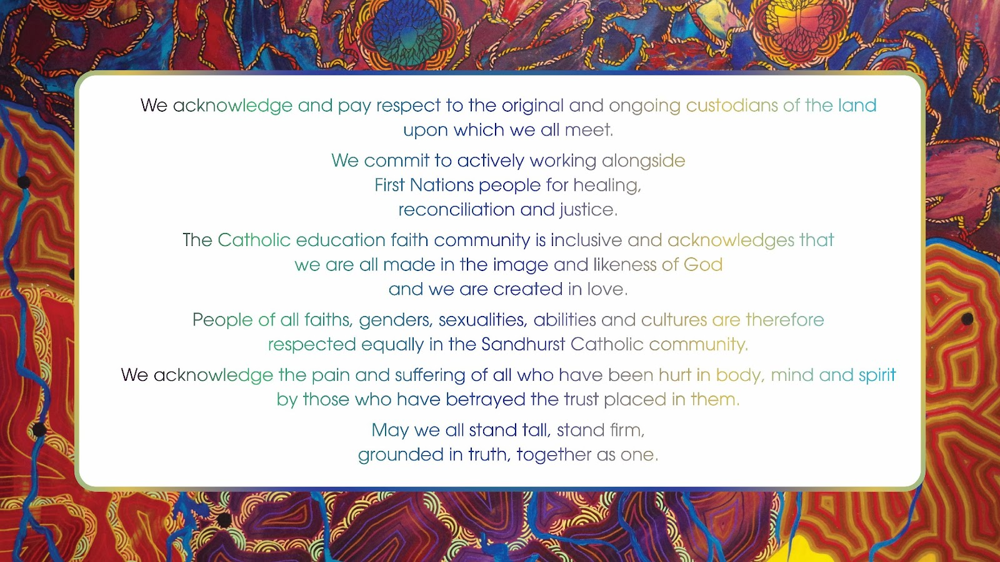 We acknowledge and pay respect to the original and ongoing custodians of the land
upon which we all meet.
We commit to actively working alongside
First Nations people for healing,
reconciliation and justice.
The Catholic education faith community is inclusive and acknowledges that
we are all made in the image and likeness of God
and we are created in love.
People of all faiths, genders, sexualities, abilities and cultures are therefore
respected equally in the Sandhurst Catholic community.
We acknowledge the pain and suffering of all who have been hurt in body, mind and spirit
by those who have betrayed the trust placed in them.
May we all stand tall, stand firm,
grounded in truth, together as one.